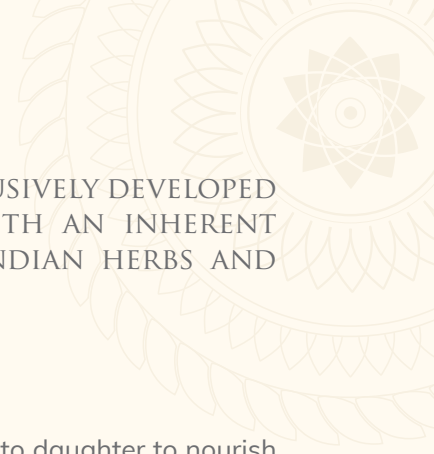 USIVELY DEVELOPED
TH AN INHERENT
NDIAN HERBS AND
to daughter to nourish